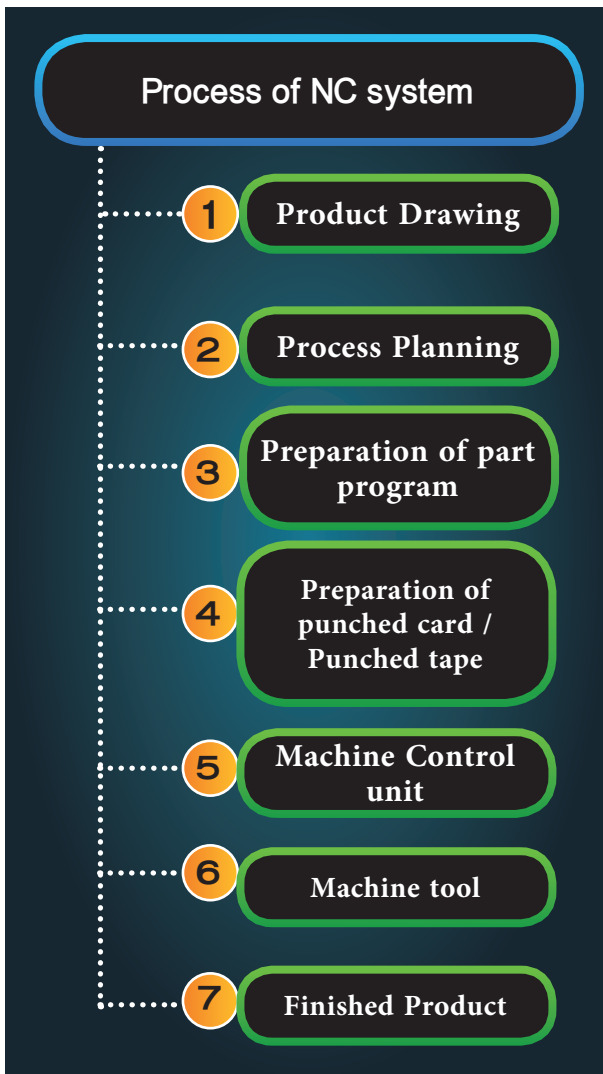 Process of NC system
1 Product Drawing
2 Process Planning
3 Preparation of part
program
4 Preparation of
punched card /
Punched tape
5 Machine Control
unit
6 Machine tool
7 Finished Product